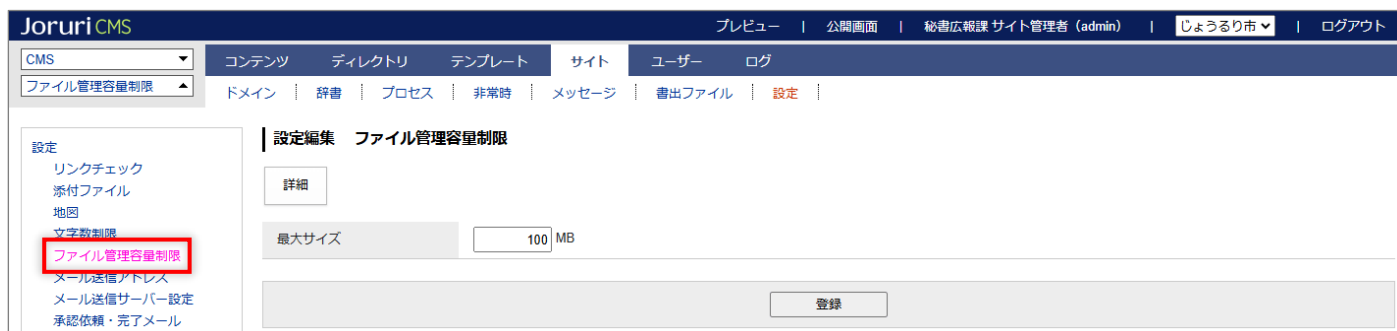 Joruri CMS プレビュー | 公開画面 | 秘書広報課 サイト管理者（admin） | じょうるり市 | ログアウト
CMS コンテンツ ディレクトリ テンプレート サイト ユーザー ログ
ファイル管理容量制限 ドメイン 辞書 プロセス 非常時 メッセージ 書出ファイル 設定
設定編集 ファイル管理容量制限
設定
リンクチェック
詳細
添付ファイル
地図
文字数制限
最大サイズ 100 MB
ファイル管理容量制限
メール送信アドレス
メール送信サーバー設定
登録
承認依頼・完了メール